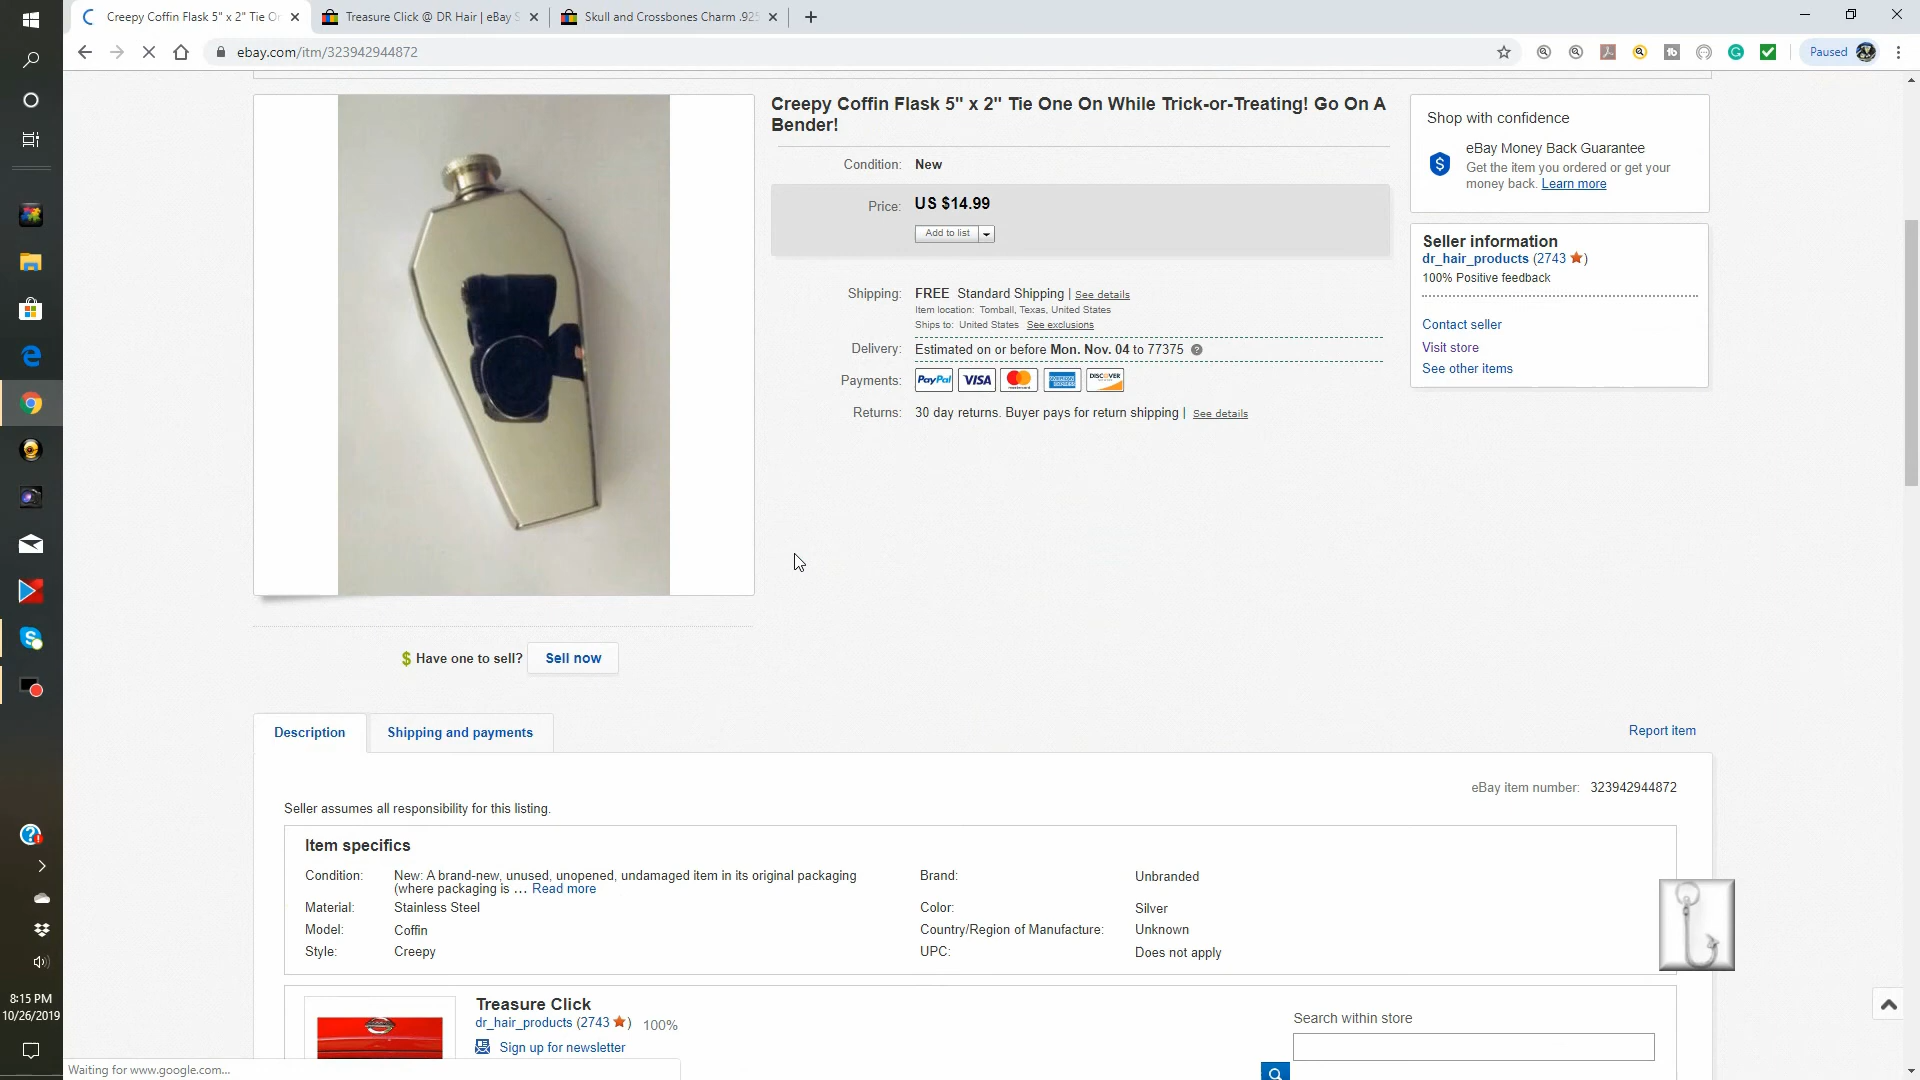 Creepy Coffin Flask 5" x 2" Tie O
Treasure Click @ DR Hair | eBay S
Skull and Crossbones Charm .925
ebay.com/itm/323942944872
Paused
Creepy Coffin Flask 5" x 2" Tie One On While Trick-or-Treating! Go On A
Bender!
Condition: New
Price: US $14.99
Add to list
Shipping: FREE Standard Shipping | See details
Item location: Tomball, Texas, United States
Ships to: United States See exclusions
Delivery: Estimated on or before Mon. Nov. 04 to 77375
Payments: PayPal VISA mastercard AMERICAN EXPRESS DISCOVER
Returns: 30 day returns. Buyer pays for return shipping | See details
Shop with confidence
eBay Money Back Guarantee
Get the item you ordered or get your
money back. Learn more
Seller information
dr_hair_products (2743)
100% Positive feedback
Contact seller
Visit store
See other items
$ Have one to sell? Sell now
Description
Shipping and payments
Report item
eBay item number: 323942944872
Seller assumes all responsibility for this listing.
Item specifics
Condition: New: A brand-new, unused, unopened, undamaged item in its original packaging
(where packaging is … Read more
Brand: Unbranded
Material: Stainless Steel
Color: Silver
Model: Coffin
Country/Region of Manufacture: Unknown
Style: Creepy
UPC: Does not apply
Treasure Click
dr_hair_products (2743) 100%
Sign up for newsletter
Search within store
Waiting for www.google.com...
8:15 PM
10/26/2019